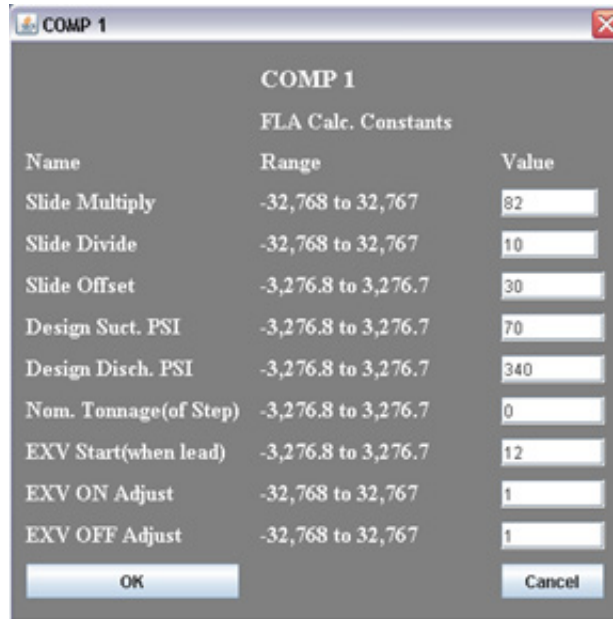 COMP 1
COMP 1
FLA Calc. Constants
Name Range Value
Slide Multiply -32,768 to 32,767 82
Slide Divide -32,768 to 32,767 10
Slide Offset -3,276.8 to 3,276.7 30
Design Suct. PSI -3,276.8 to 3,276.7 70
Design Disch. PSI -3,276.8 to 3,276.7 340
Nom. Tonnage(of Step) -3,276.8 to 3,276.7 0
EXV Start(when lead) -3,276.8 to 3,276.7 12
EXV ON Adjust -32,768 to 32,767 1
EXV OFF Adjust -32,768 to 32,767 1
OK Cancel